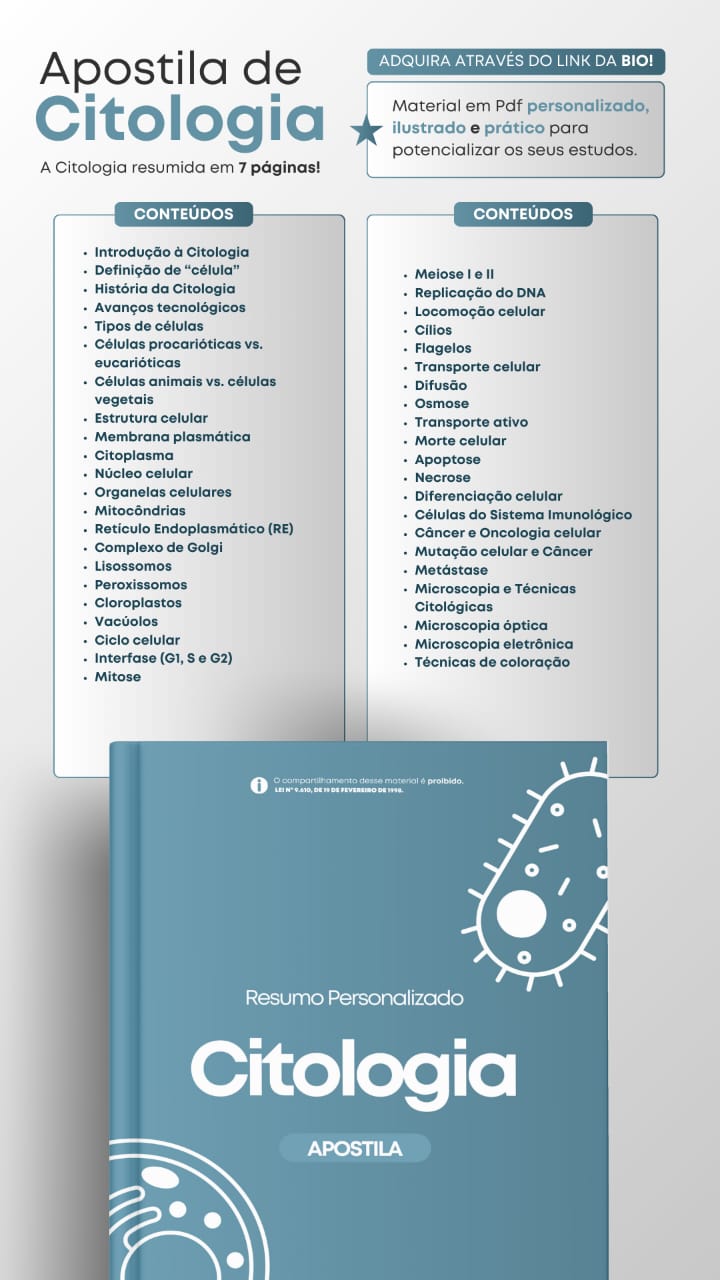 Apostila de
Citologia
A Citologia resumida em 7 páginas!
ADQUIRA ATRAVÉS DO LINK DA BIO!
Material em Pdf personalizado,
ilustrado e prático para
potencializar os seus estudos.
CONTEÚDOS
• Introdução à Citologia
• Definição de “célula”
• História da Citologia
• Avanços tecnológicos
• Tipos de células
• Células procarióticas vs.
eucarióticas
• Células animais vs. células
vegetais
• Estrutura celular
• Membrana plasmática
• Citoplasma
• Núcleo celular
• Organelas celulares
• Mitocôndrias
• Retículo Endoplasmático (RE)
• Complexo de Golgi
• Lisossomos
• Peroxissomos
• Cloroplastos
• Vacúolos
• Ciclo celular
• Interfase (G1, S e G2)
• Mitose
CONTEÚDOS
• Meiose I e II
• Replicação do DNA
• Locomoção celular
• Cílios
• Flagelos
• Transporte celular
• Difusão
• Osmose
• Transporte ativo
• Morte celular
• Apoptose
• Necrose
• Diferenciação celular
• Células do Sistema Imunológico
• Câncer e Oncologia celular
• Mutação celular e Câncer
• Metástase
• Microscopia e Técnicas
Citológicas
• Microscopia óptica
• Microscopia eletrônica
• Técnicas de coloração
O compartilhamento desse material é proibido.
LEI Nº 9.610, DE 19 DE FEVEREIRO DE 1998.
Resumo Personalizado
Citologia
APOSTILA